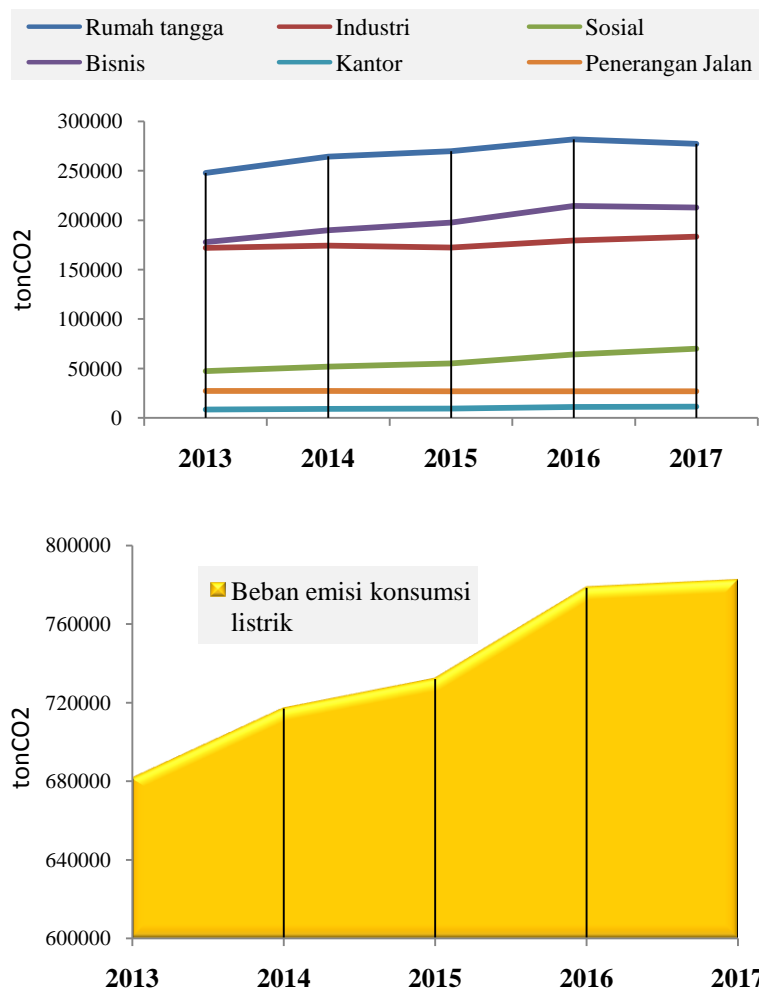 Rumah tangga Industri Sosial
Bisnis Kantor Penerangan Jalan
300000
250000
200000
150000
100000
50000
0
tonCO2
2013 2014 2015 2016 2017
800000
760000
720000
680000
640000
600000
tonCO2
Beban emisi konsumsi
listrik
2013 2014 2015 2016 2017